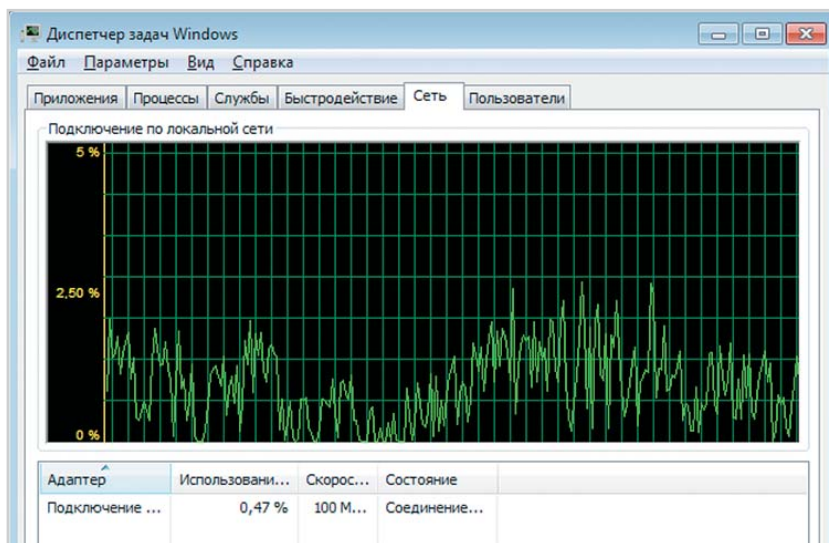 Диспетчер задач Windows
Файл Параметры Вид Справка
Приложения Процессы Службы Быстродействие Сеть Пользователи
Подключение по локальной сети
5 %
2,50 %
0 %
Адаптер Использовани... Скорос... Состояние
Подключение ... 0,47 % 100 М... Соединение...